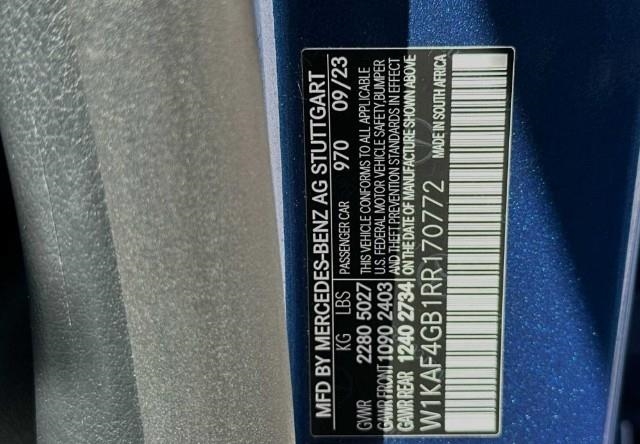 MFD BY MERCEDES-BENZ AG STUTTGART
KG LBS PASSENGER CAR 970 09/23
GVWR 2280 5027 THIS VEHICLE CONFORMS TO ALL APPLICABLE
GAWR FRONT 1090 2403 U.S. FEDERAL MOTOR VEHICLE SAFETY, BUMPER
AND THEFT PREVENTION STANDARDS IN EFFECT
GAWR REAR 1240 2734 ON THE DATE OF MANUFACTURE SHOWN ABOVE
W1KAF4GB1RR170772 MADE IN SOUTH AFRICA